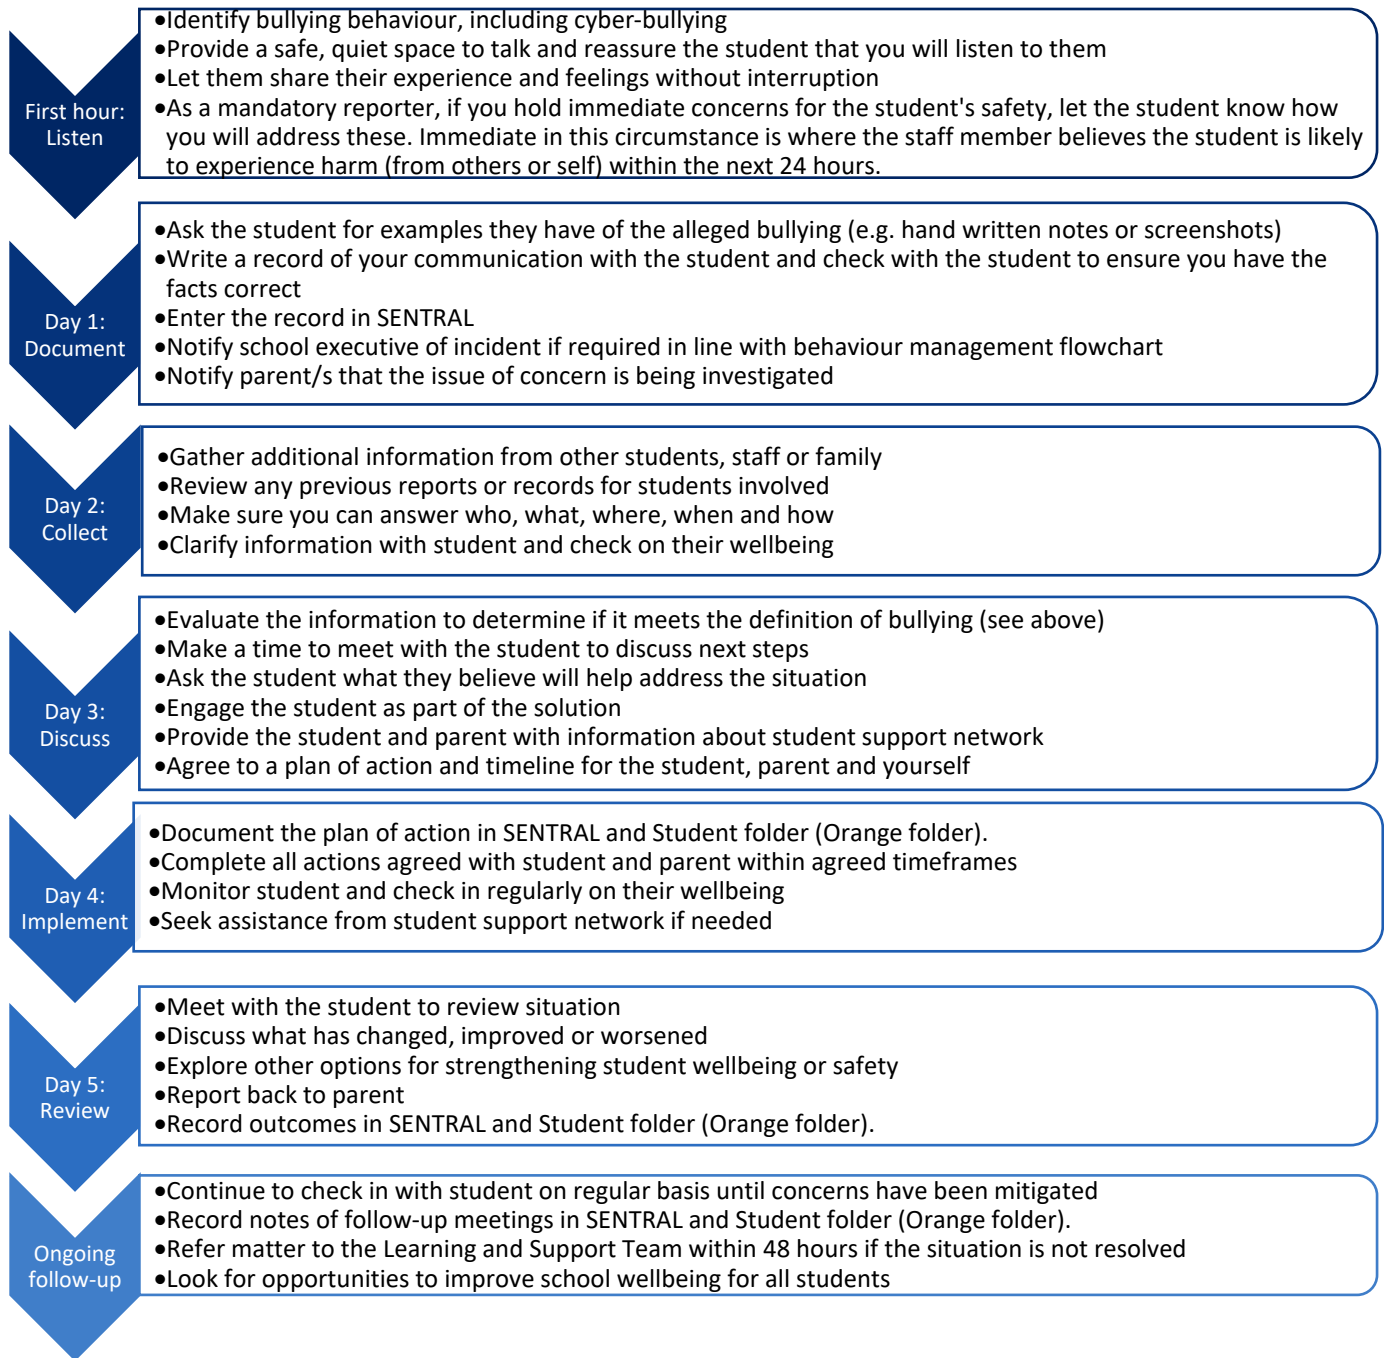 First hour:
Listen
•Identify bullying behaviour, including cyber-bullying
•Provide a safe, quiet space to talk and reassure the student that you will listen to them
•Let them share their experience and feelings without interruption
•As a mandatory reporter, if you hold immediate concerns for the student's safety, let the student know how
you will address these. Immediate in this circumstance is where the staff member believes the student is likely
to experience harm (from others or self) within the next 24 hours.
Day 1:
Document
•Ask the student for examples they have of the alleged bullying (e.g. hand written notes or screenshots)
•Write a record of your communication with the student and check with the student to ensure you have the
facts correct
•Enter the record in SENTRAL
•Notify school executive of incident if required in line with behaviour management flowchart
•Notify parent/s that the issue of concern is being investigated
Day 2:
Collect
•Gather additional information from other students, staff or family
•Review any previous reports or records for students involved
•Make sure you can answer who, what, where, when and how
•Clarify information with student and check on their wellbeing
Day 3:
Discuss
•Evaluate the information to determine if it meets the definition of bullying (see above)
•Make a time to meet with the student to discuss next steps
•Ask the student what they believe will help address the situation
•Engage the student as part of the solution
•Provide the student and parent with information about student support network
•Agree to a plan of action and timeline for the student, parent and yourself
Day 4:
Implement
•Document the plan of action in SENTRAL and Student folder (Orange folder).
•Complete all actions agreed with student and parent within agreed timeframes
•Monitor student and check in regularly on their wellbeing
•Seek assistance from student support network if needed
Day 5:
Review
•Meet with the student to review situation
•Discuss what has changed, improved or worsened
•Explore other options for strengthening student wellbeing or safety
•Report back to parent
•Record outcomes in SENTRAL and Student folder (Orange folder).
Ongoing
follow-up
•Continue to check in with student on regular basis until concerns have been mitigated
•Record notes of follow-up meetings in SENTRAL and Student folder (Orange folder).
•Refer matter to the Learning and Support Team within 48 hours if the situation is not resolved
•Look for opportunities to improve school wellbeing for all students